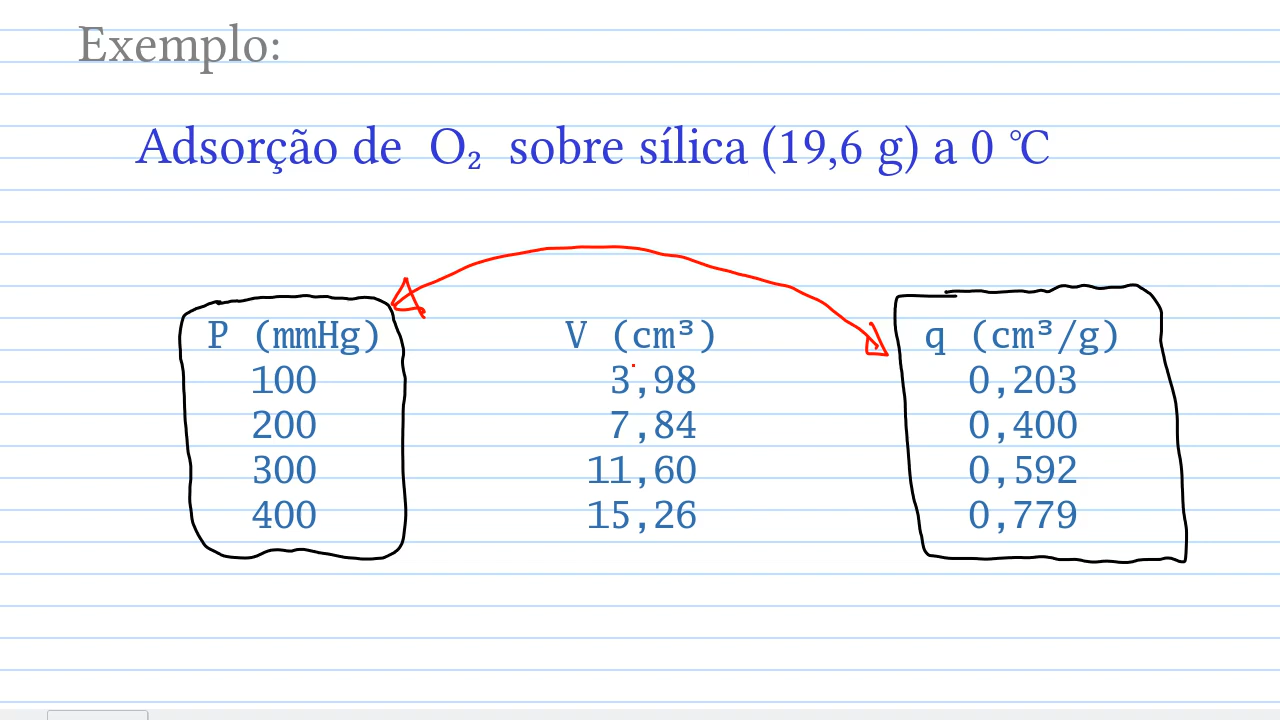 Exemplo:
Adsorção de O₂ sobre sílica (19,6 g) a 0 ℃
P (mmHg) V (cm³) q (cm³/g)
100 3,98 0,203
200 7,84 0,400
300 11,60 0,592
400 15,26 0,779